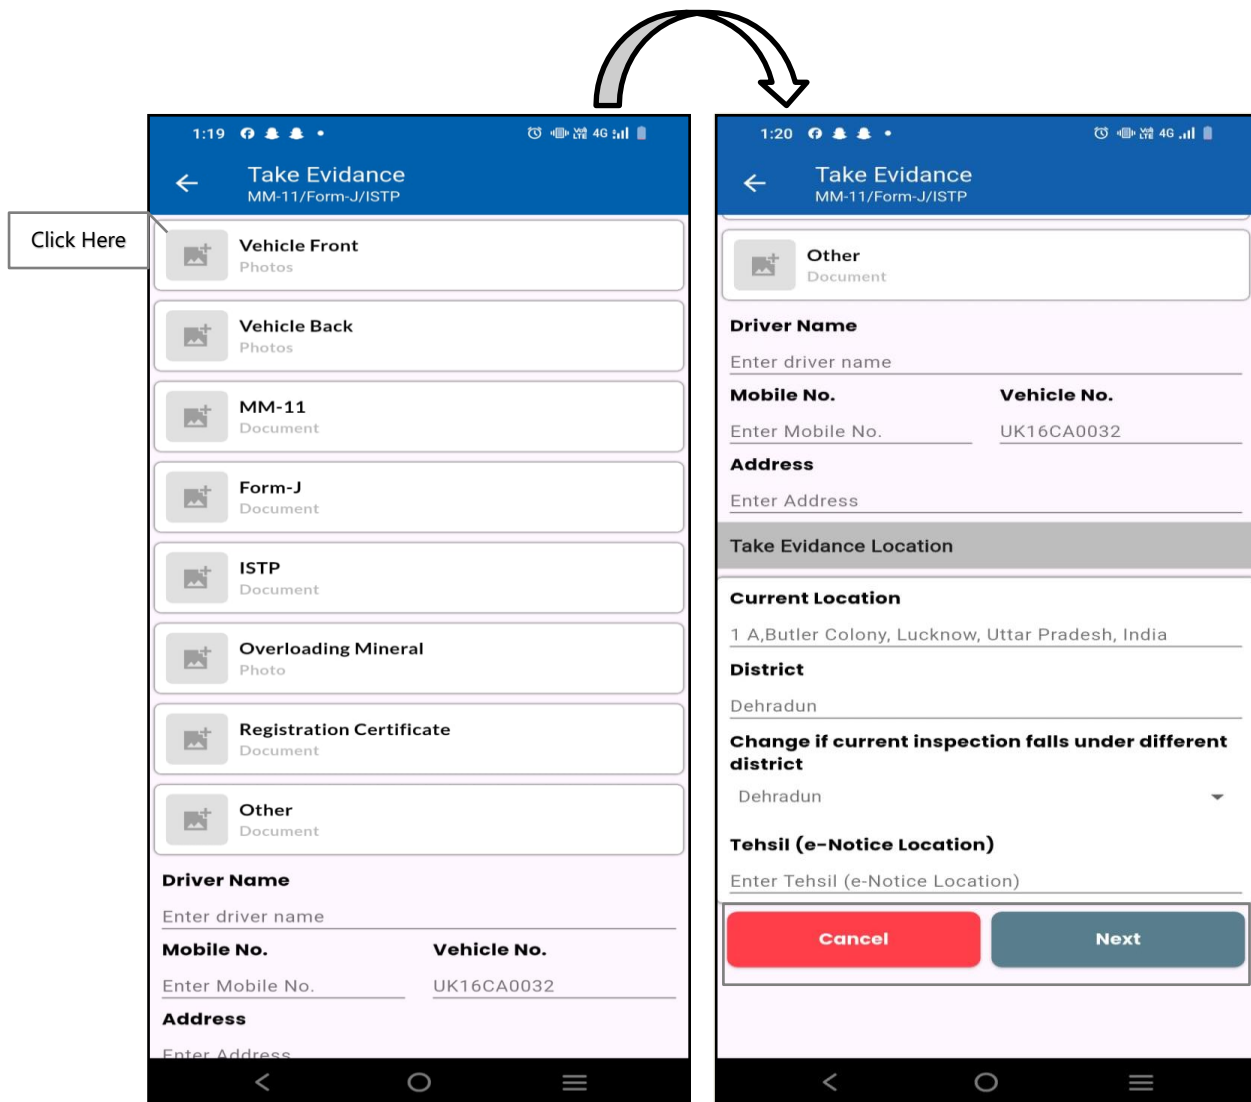 Click Here
1:19
4G
Take Evidance
MM-11/Form-J/ISTP
Vehicle Front
Photos
Vehicle Back
Photos
MM-11
Document
Form-J
Document
ISTP
Document
Overloading Mineral
Photo
Registration Certificate
Document
Other
Document
Driver Name
Enter driver name
Mobile No. Vehicle No.
Enter Mobile No. UK16CA0032
Address
Enter Address
1:20
4G
Take Evidance
MM-11/Form-J/ISTP
Other
Document
Driver Name
Enter driver name
Mobile No. Vehicle No.
Enter Mobile No. UK16CA0032
Address
Enter Address
Take Evidance Location
Current Location
1 A,Butler Colony, Lucknow, Uttar Pradesh, India
District
Dehradun
Change if current inspection falls under different
district
Dehradun
Tehsil (e-Notice Location)
Enter Tehsil (e-Notice Location)
Cancel Next